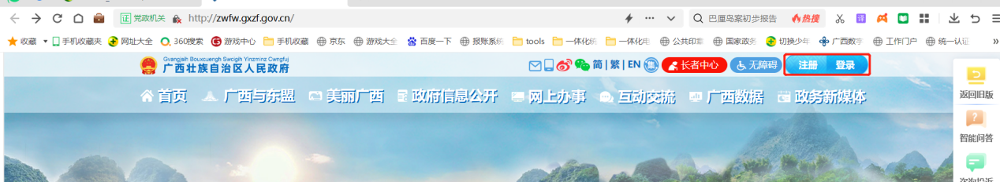 证 党政机关 http://zwfw.gxzf.gov.cn/ 巴厘岛案初步报告 热搜 译
收藏 手机收藏夹 网址大全 360搜索 游戏中心 手机收藏 京东 游戏大全 百度一下 报账系统 tools 一体化统 一体化电 公共印章 国家政务 切换少年 广西数字 工作门户 统一认证 »
Gvangjsih Bouxcuengh Swcigih Yinzminz Cwngfuj
广西壮族自治区人民政府 简 | 繁 | EN 集 长者中心 无障碍 注册 登录
首页 广西与东盟 美丽广西 政府信息公开 网上办事 互动交流 广西数据 政务新媒体
返回旧版
智能问答